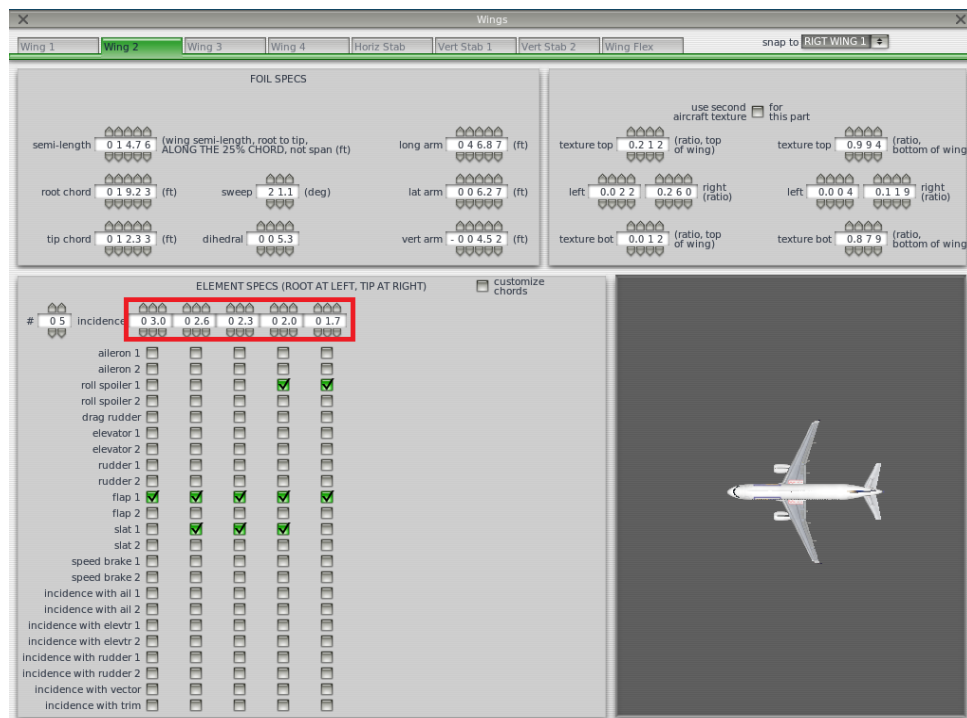 Wings
Wing 1 Wing 2 Wing 3 Wing 4 Horiz Stab Vert Stab 1 Vert Stab 2 Wing Flex snap to RIGT WING 1
FOIL SPECS
use second aircraft texture for this part
semi-length 014.76 (wing semi-length, root to tip, ALONG THE 25% CHORD, not span (ft) long arm 046.87 (ft) texture top 0.212 (ratio, top of wing) texture top 0.994 (ratio, bottom of wing
root chord 019.23 (ft) sweep 21.1 (deg) lat arm 006.27 (ft) left 0.022 0.260 right (ratio) left 0.004 0.119 right (ratio)
tip chord 012.33 (ft) dihedral 005.3 vert arm -004.52 (ft) texture bot 0.012 (ratio, top of wing) texture bot 0.879 (ratio, bottom of wing
ELEMENT SPECS (ROOT AT LEFT, TIP AT RIGHT) customize chords
# 05 incidence 03.0 02.6 02.3 02.0 01.7
aileron 1
aileron 2
roll spoiler 1
roll spoiler 2
drag rudder
elevator 1
elevator 2
rudder 1
rudder 2
flap 1
flap 2
slat 1
slat 2
speed brake 1
speed brake 2
incidence with ail 1
incidence with ail 2
incidence with elevtr 1
incidence with elevtr 2
incidence with rudder 1
incidence with rudder 2
incidence with vector
incidence with trim